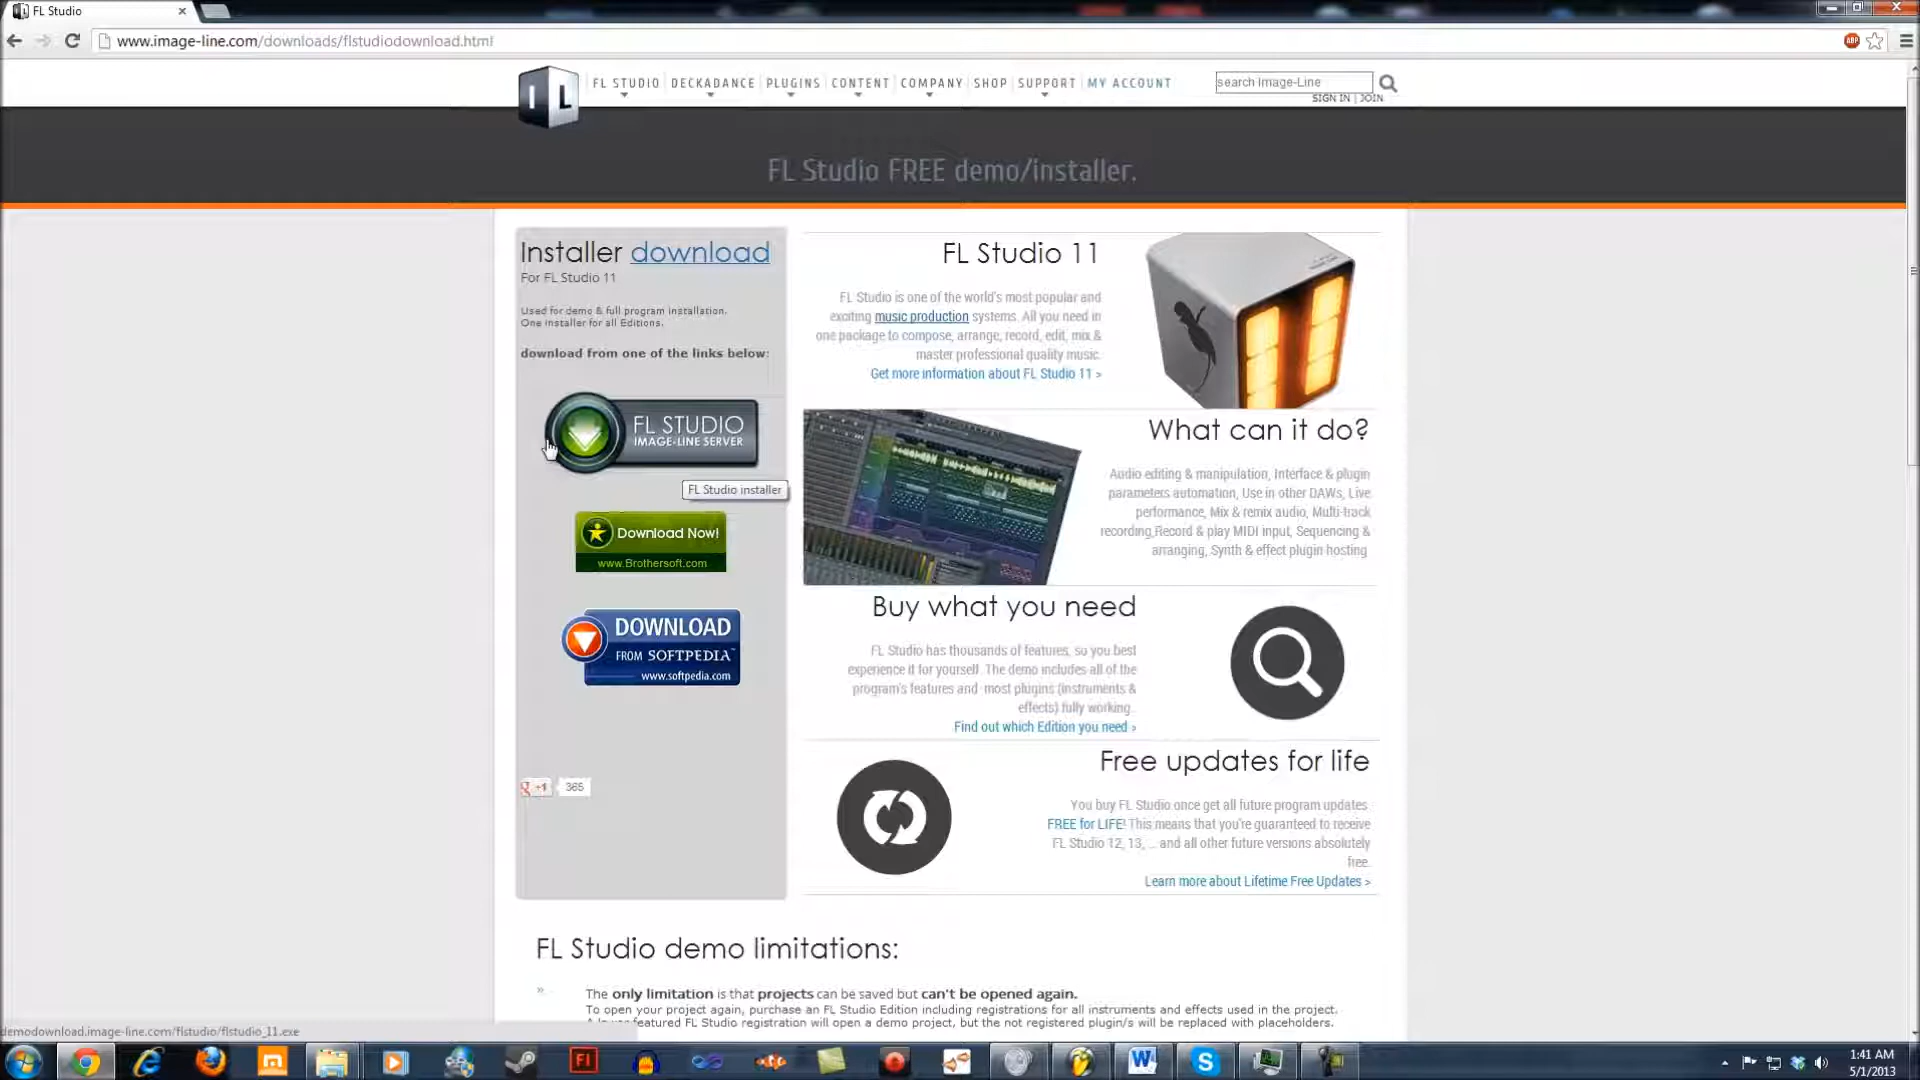 FL Studio
www.image-line.com/downloads/flstudiodownload.html
ABP
I L
FL STUDIO DECKADANCE PLUGINS CONTENT COMPANY SHOP SUPPORT MY ACCOUNT
search Image-Line
SIGN IN | JOIN
FL Studio FREE demo/installer.
Installer download
For FL Studio 11
Used for demo & full program installation.
One installer for all Editions.
download from one of the links below:
FL STUDIO
IMAGE-LINE SERVER
FL Studio installer
Download Now!
www.Brothersoft.com
DOWNLOAD
FROM SOFTPEDIA™
www.softpedia.com
+1 365
FL Studio 11
FL Studio is one of the world's most popular and
exciting music production systems. All you need in
one package to compose, arrange, record, edit, mix &
master professional quality music.
Get more information about FL Studio 11 >
What can it do?
Audio editing & manipulation, Interface & plugin
parameters automation, Use in other DAWs, Live
performance, Mix & remix audio, Multi-track
recording,Record & play MIDI input, Sequencing &
arranging, Synth & effect plugin hosting
Buy what you need
FL Studio has thousands of features, so you best
experience it for yourself. The demo includes all of the
program's features and most plugins (instruments &
effects) fully working.
Find out which Edition you need >
Free updates for life
You buy FL Studio once get all future program updates
FREE for LIFE! This means that you're guaranteed to receive
FL Studio 12, 13, ... and all other future versions absolutely
free.
Learn more about Lifetime Free Updates >
FL Studio demo limitations:
» The only limitation is that projects can be saved but can't be opened again.
To open your project again, purchase an FL Studio Edition including registrations for all instruments and effects used in the project.
A lower featured FL Studio registration will open a demo project, but the not registered plugin/s will be replaced with placeholders.
demodownload.image-line.com/flstudio/flstudio_11.exe
1:41 AM
5/1/2013